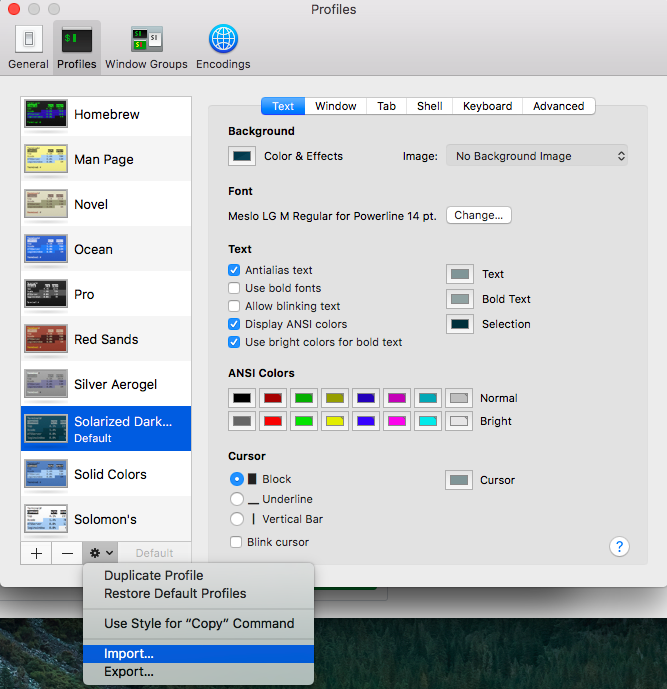 Profiles
General
Profiles
Window Groups
Encodings
Homebrew
Man Page
Novel
Ocean
Pro
Red Sands
Silver Aerogel
Solarized Dark...
Default
Solid Colors
Solomon's
Default
Text
Window
Tab
Shell
Keyboard
Advanced
Background
Color & Effects
Image:
No Background Image
Font
Meslo LG M Regular for Powerline 14 pt.
Change...
Text
Antialias text
Use bold fonts
Allow blinking text
Display ANSI colors
Use bright colors for bold text
Text
Bold Text
Selection
ANSI Colors
Normal
Bright
Cursor
Block
Underline
Vertical Bar
Blink cursor
Cursor
?
Duplicate Profile
Restore Default Profiles
Use Style for “Copy” Command
Import...
Export...